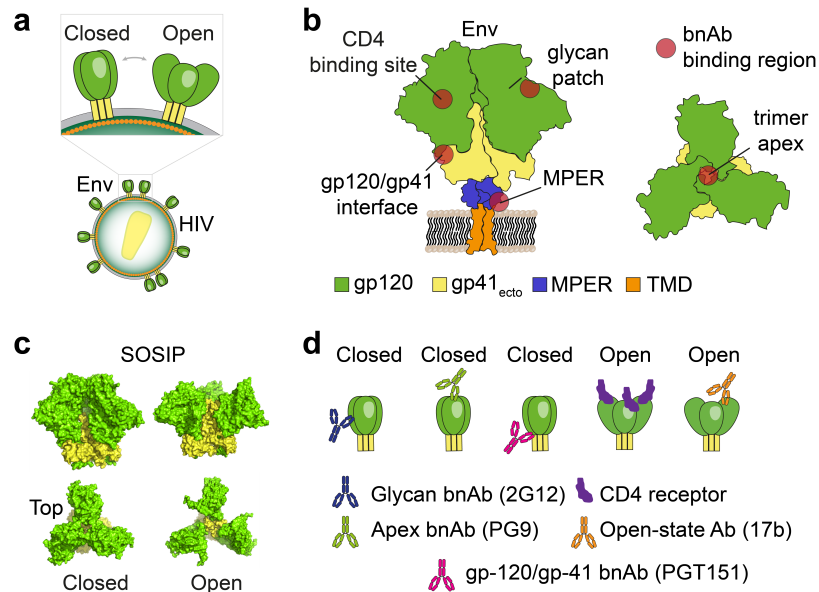 a
Closed
Open
Env
HIV
b
Env
CD4
binding site
glycan
patch
bnAb
binding region
trimer
apex
gp120/gp41
interface
MPER
gp120
gp41ecto
MPER
TMD
c
SOSIP
Top
Closed
Open
d
Closed
Closed
Closed
Open
Open
Glycan bnAb (2G12)
CD4 receptor
Apex bnAb (PG9)
Open-state Ab (17b)
gp-120/gp-41 bnAb (PGT151)